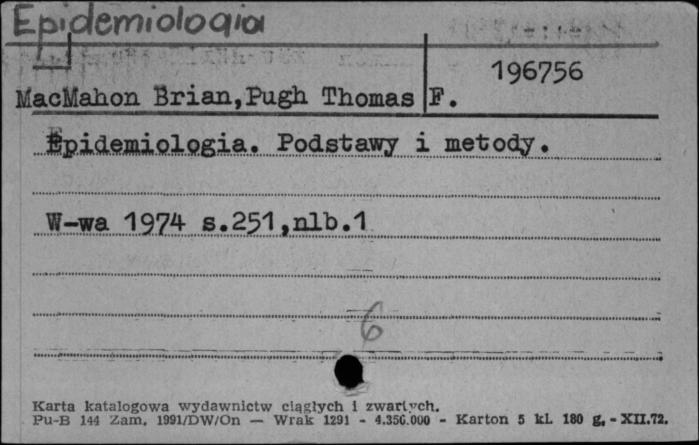 Epidemiologia
196756
MacMahon Brian,Pugh Thomas F.
Epidemiologia. Podstawy i metody.
W-wa 1974 s.251,nlb.1
6
Karta katalogowa wydawnictw ciągłych i zwartych.
Pu-B 144 Zam. 1991/DW/On — Wrak 1291 - 4.350.000 - Karton 5 kl. 180 g. - XII.72.